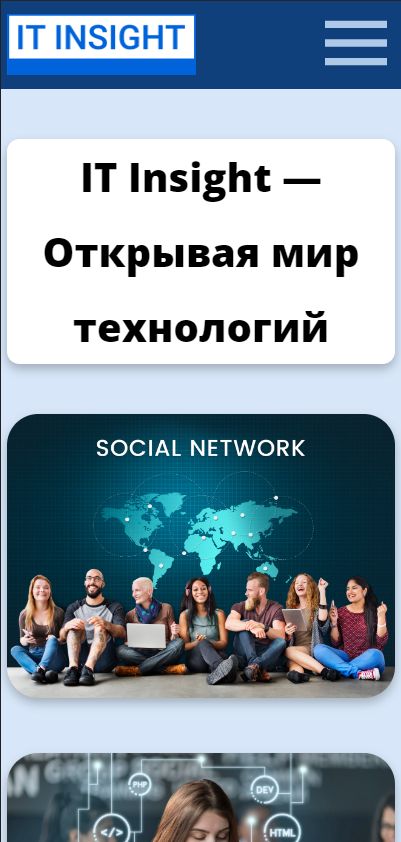 IT INSIGHT
IT Insight —
Открывая мир
технологий
SOCIAL NETWORK
PHP
DEV
</>
HTML